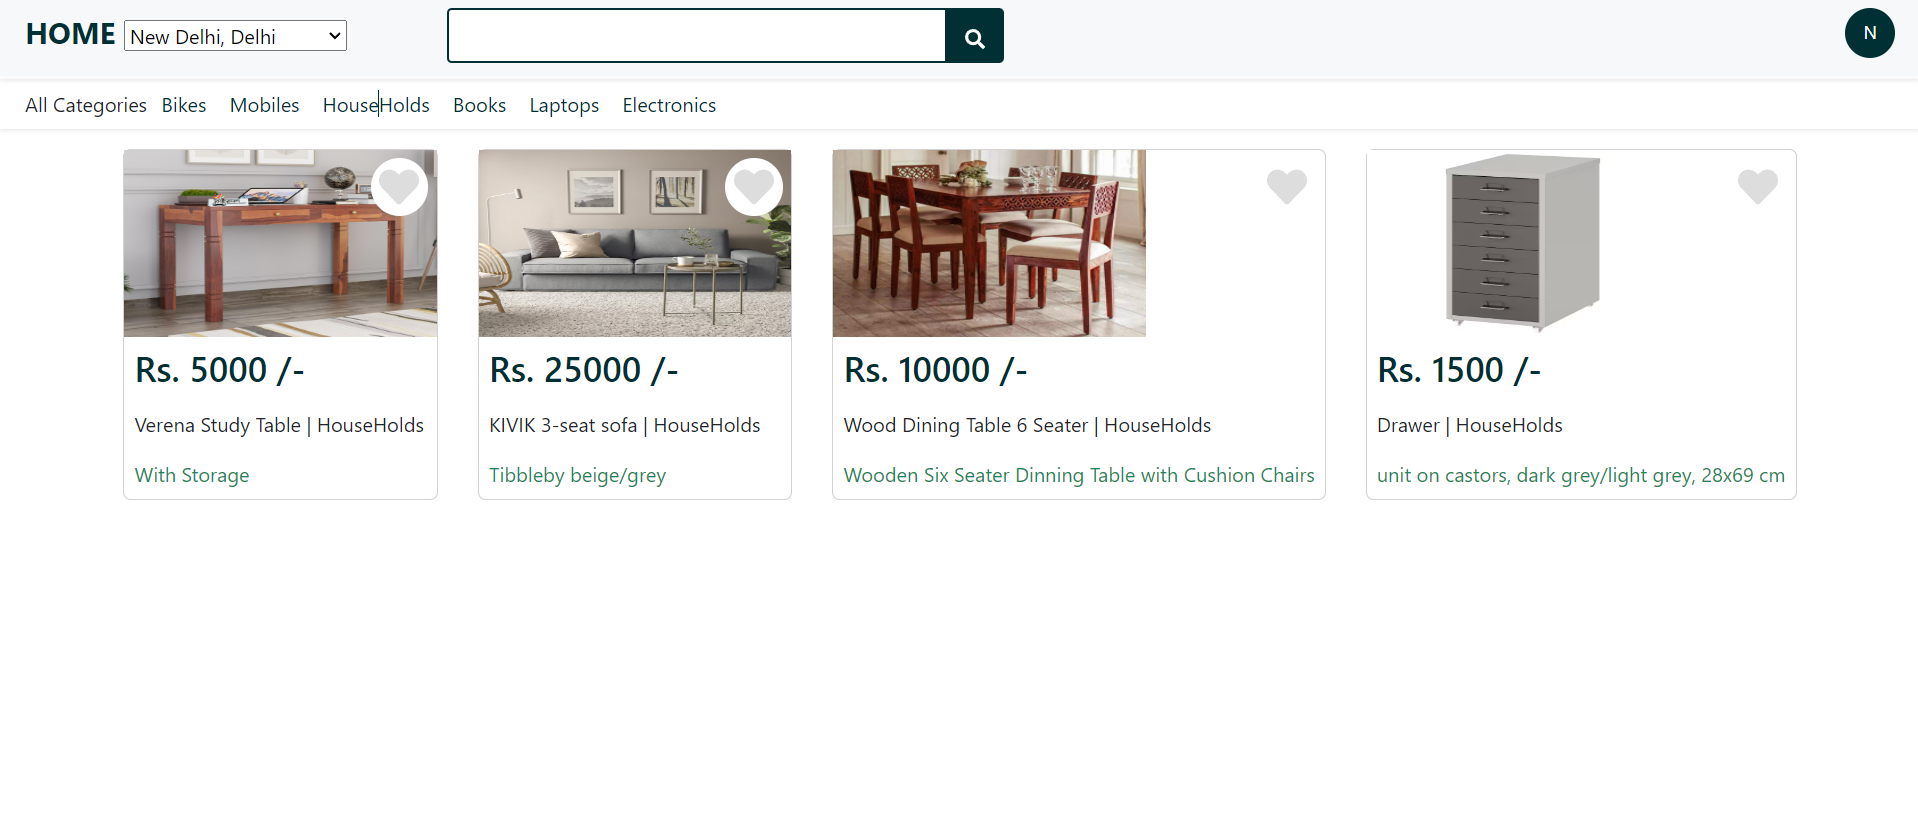 HOME New Delhi, Delhi N
All Categories Bikes Mobiles HouseHolds Books Laptops Electronics
Rs. 5000 /-
Verena Study Table | HouseHolds
With Storage
Rs. 25000 /-
KIVIK 3-seat sofa | HouseHolds
Tibbleby beige/grey
Rs. 10000 /-
Wood Dining Table 6 Seater | HouseHolds
Wooden Six Seater Dinning Table with Cushion Chairs
Rs. 1500 /-
Drawer | HouseHolds
unit on castors, dark grey/light grey, 28x69 cm